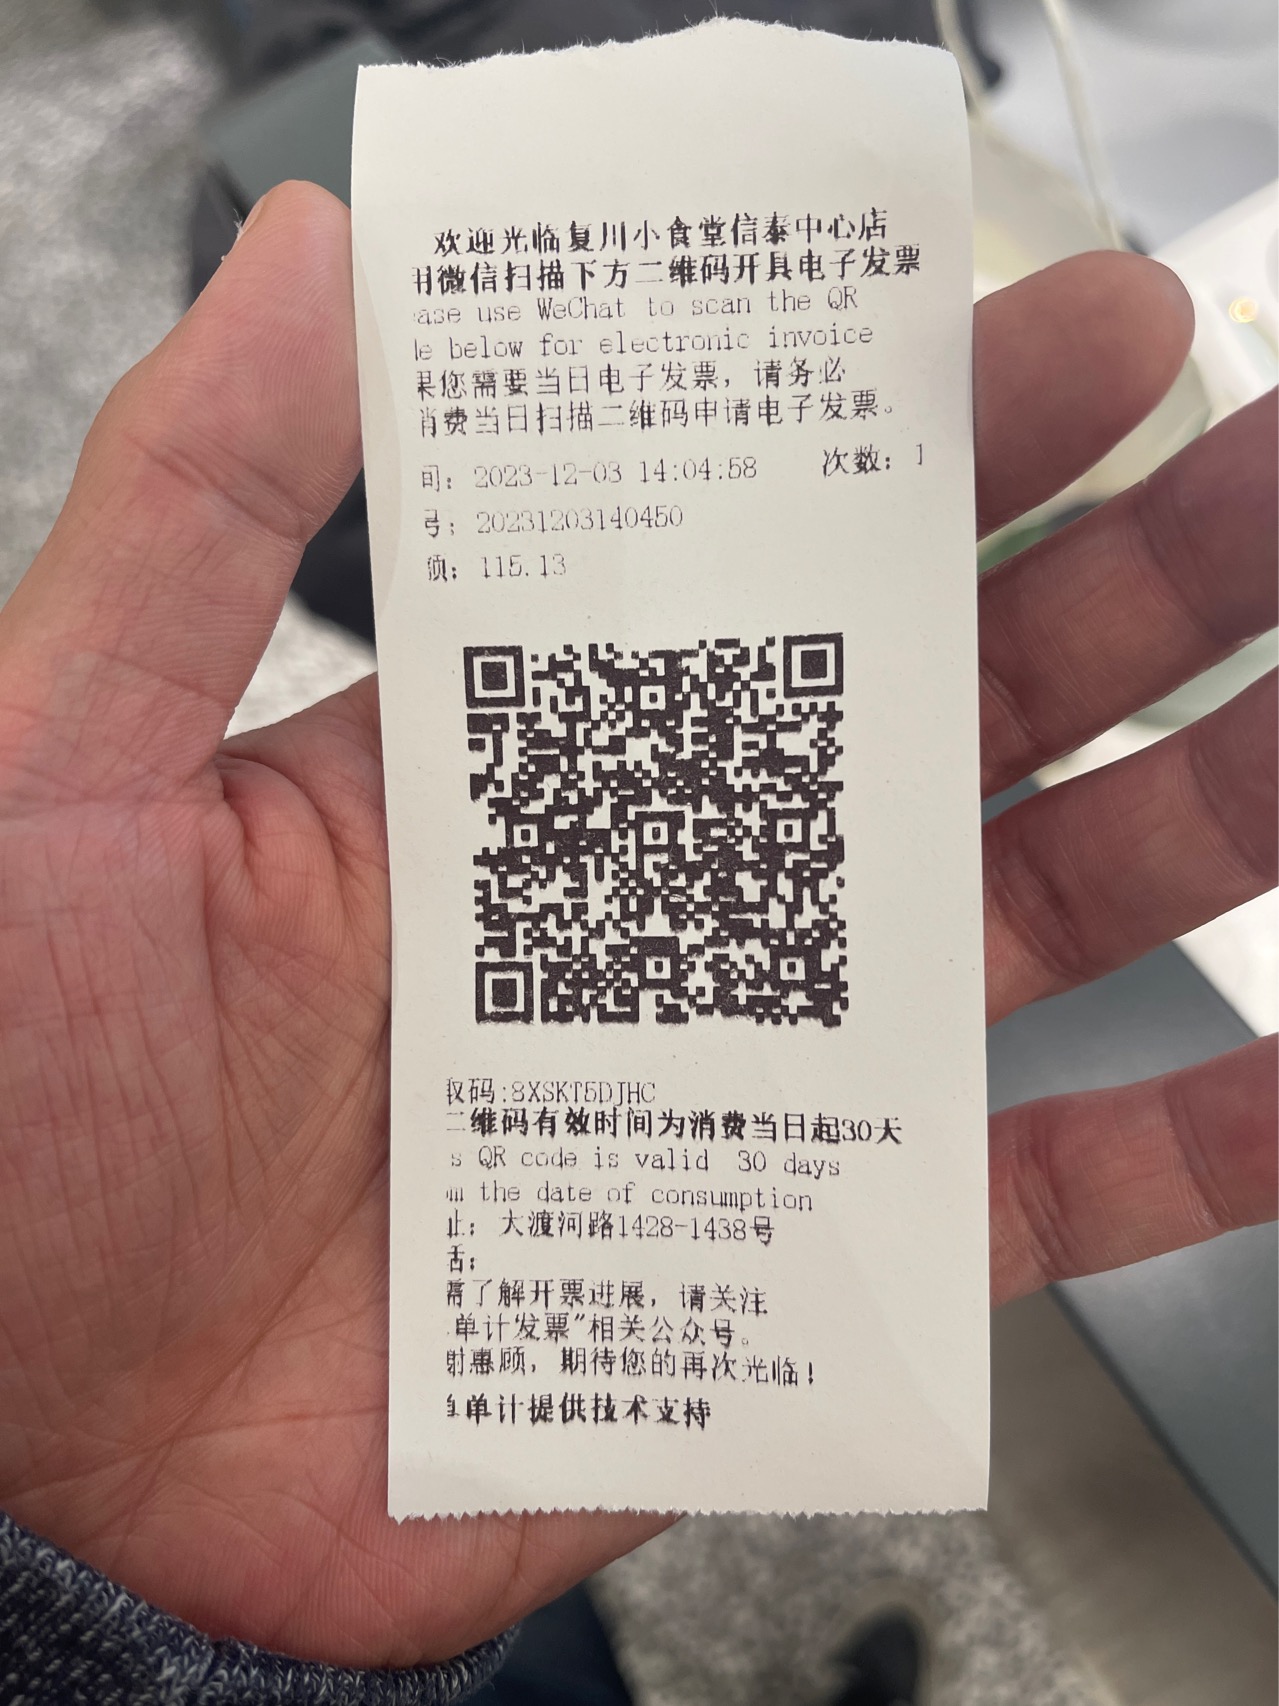 欢迎光临复川小食堂信泰中心店
用微信扫描下方二维码开具电子发票
ase use WeChat to scan the QR
e below for electronic invoice
果您需要当日电子发票，请务必
消费当日扫描二维码申请电子发票。
间: 2023-12-03 14:04:58 次数: 1
号: 20231203140450
额: 115.13
取码:8XSKT5DJHC
二维码有效时间为消费当日起30天
s QR code is valid 30 days
m the date of consumption
址: 大渡河路1428-1438号
话:
需了解开票进展，请关注
单计发票"相关公众号。
谢惠顾，期待您的再次光临!
单计提供技术支持